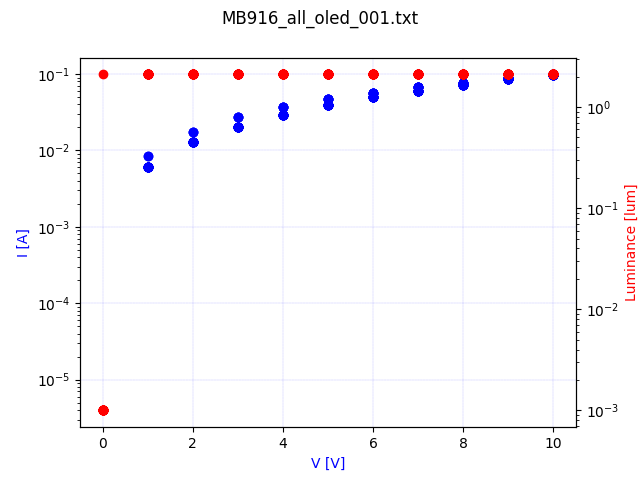 MB916_all_oled_001.txt
10⁻¹
10⁻²
10⁻³
10⁻⁴
10⁻⁵
I [A]
10⁰
10⁻¹
10⁻²
10⁻³
Luminance [lum]
0 2 4 6 8 10
V [V]